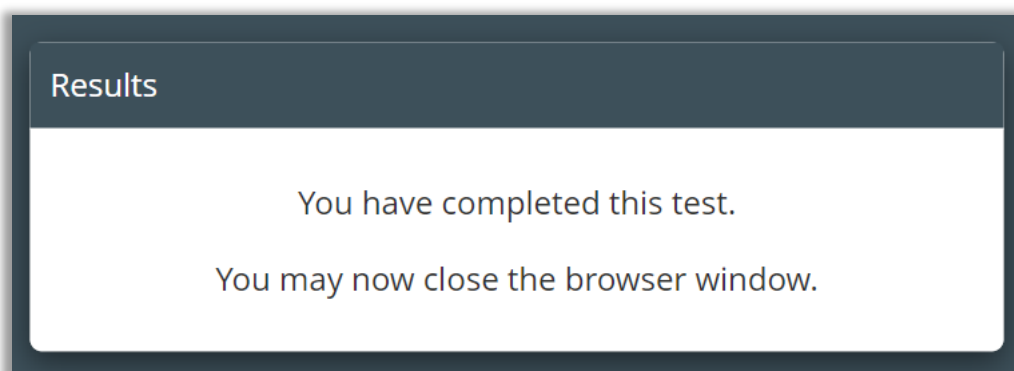 Results
You have completed this test.
You may now close the browser window.